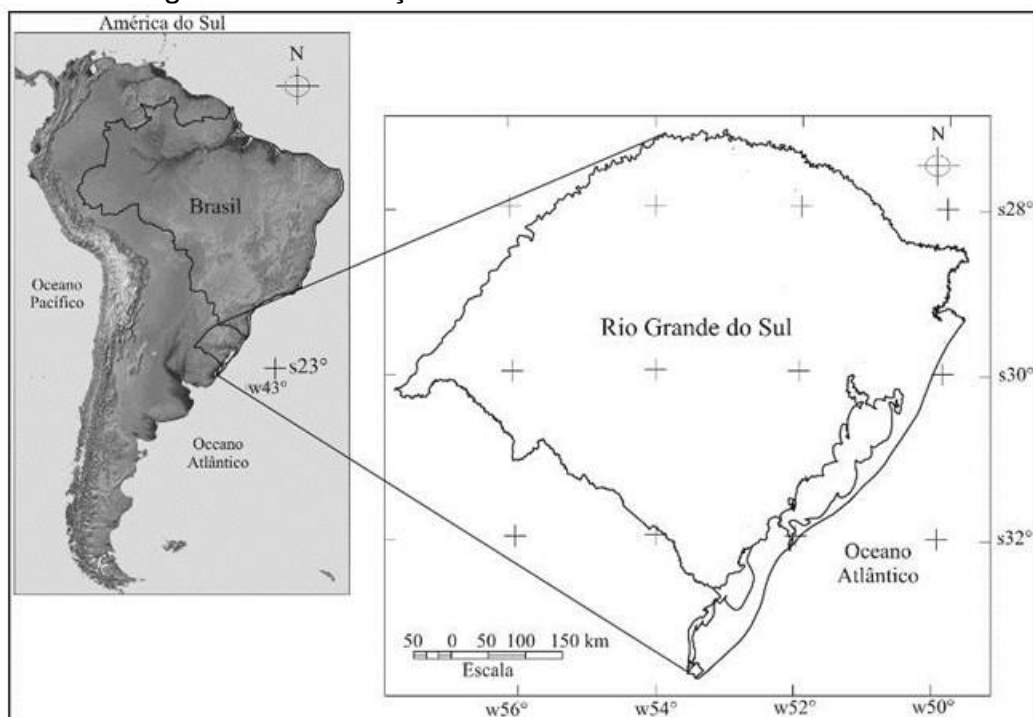 América do Sul
N
Brasil
Oceano
Pacífico
s23°
w43°
Oceano
Atlântico
N
s28°
Rio Grande do Sul
s30°
s32°
Oceano
Atlântico
50 0 50 100 150 km
Escala
w56° w54° w52° w50°